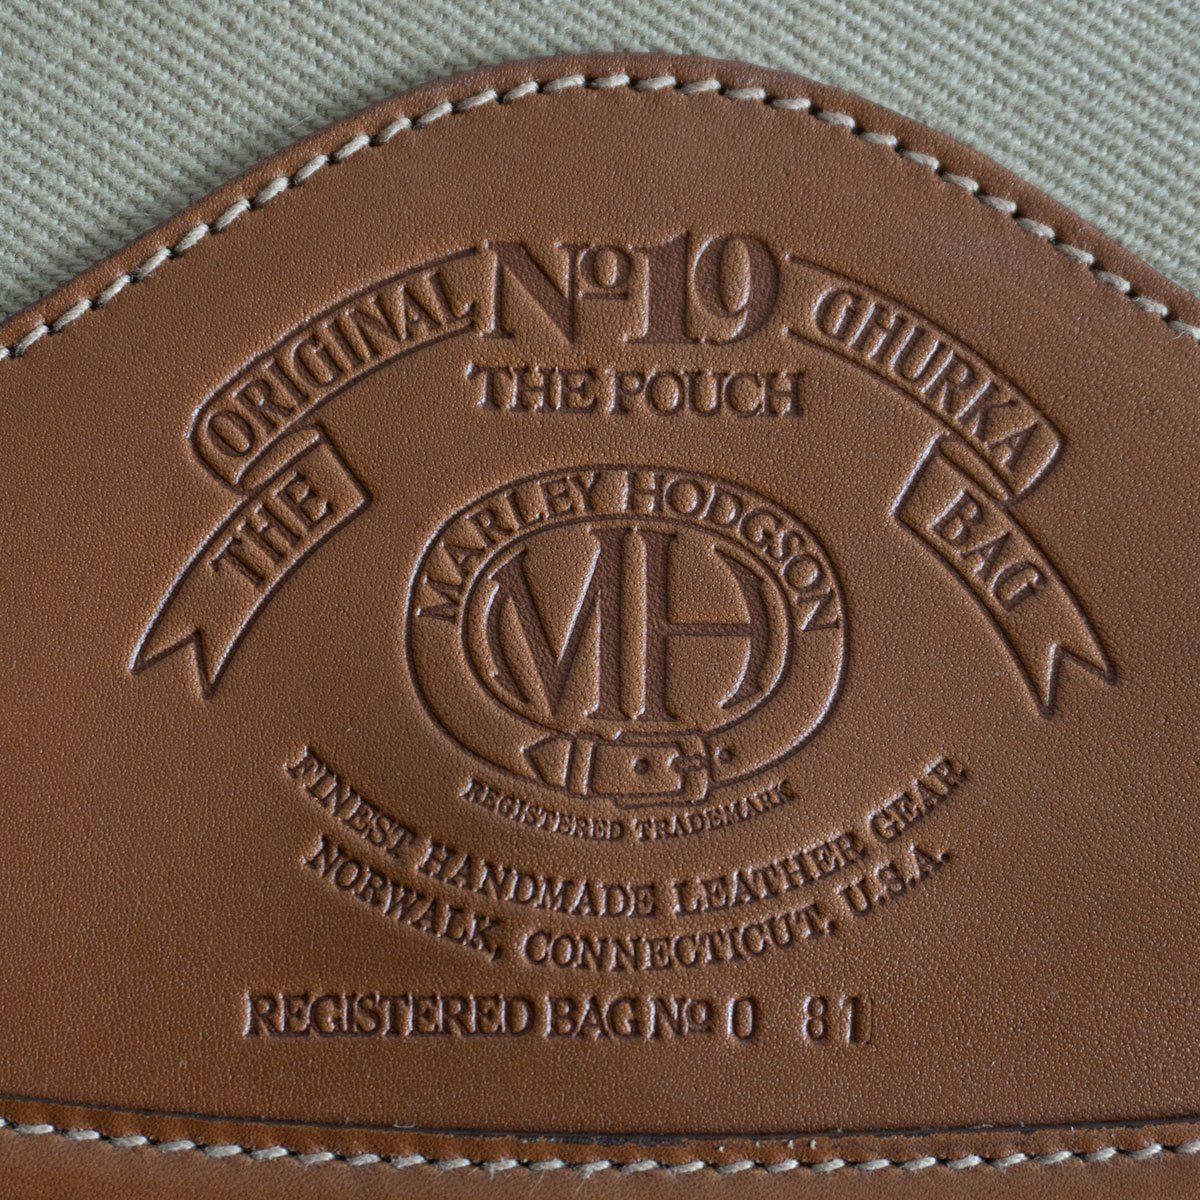 No 19
THE ORIGINAL GHURKA BAG
THE POUCH
MARLEY HODGSON
MH
REGISTERED TRADEMARK
FINEST HANDMADE LEATHER GEAR
NORWALK, CONNECTICUT, U.S.A.
REGISTERED BAG No 0 81